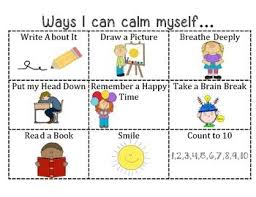 Ways I can calm myself...
Write About It
Draw a Picture
Breathe Deeply
Put my Head Down
Remember a Happy
Time
Take a Brain Break
Read a Book
Smile
Count to 10
1,2,3,4,5,6,7,8,9,10